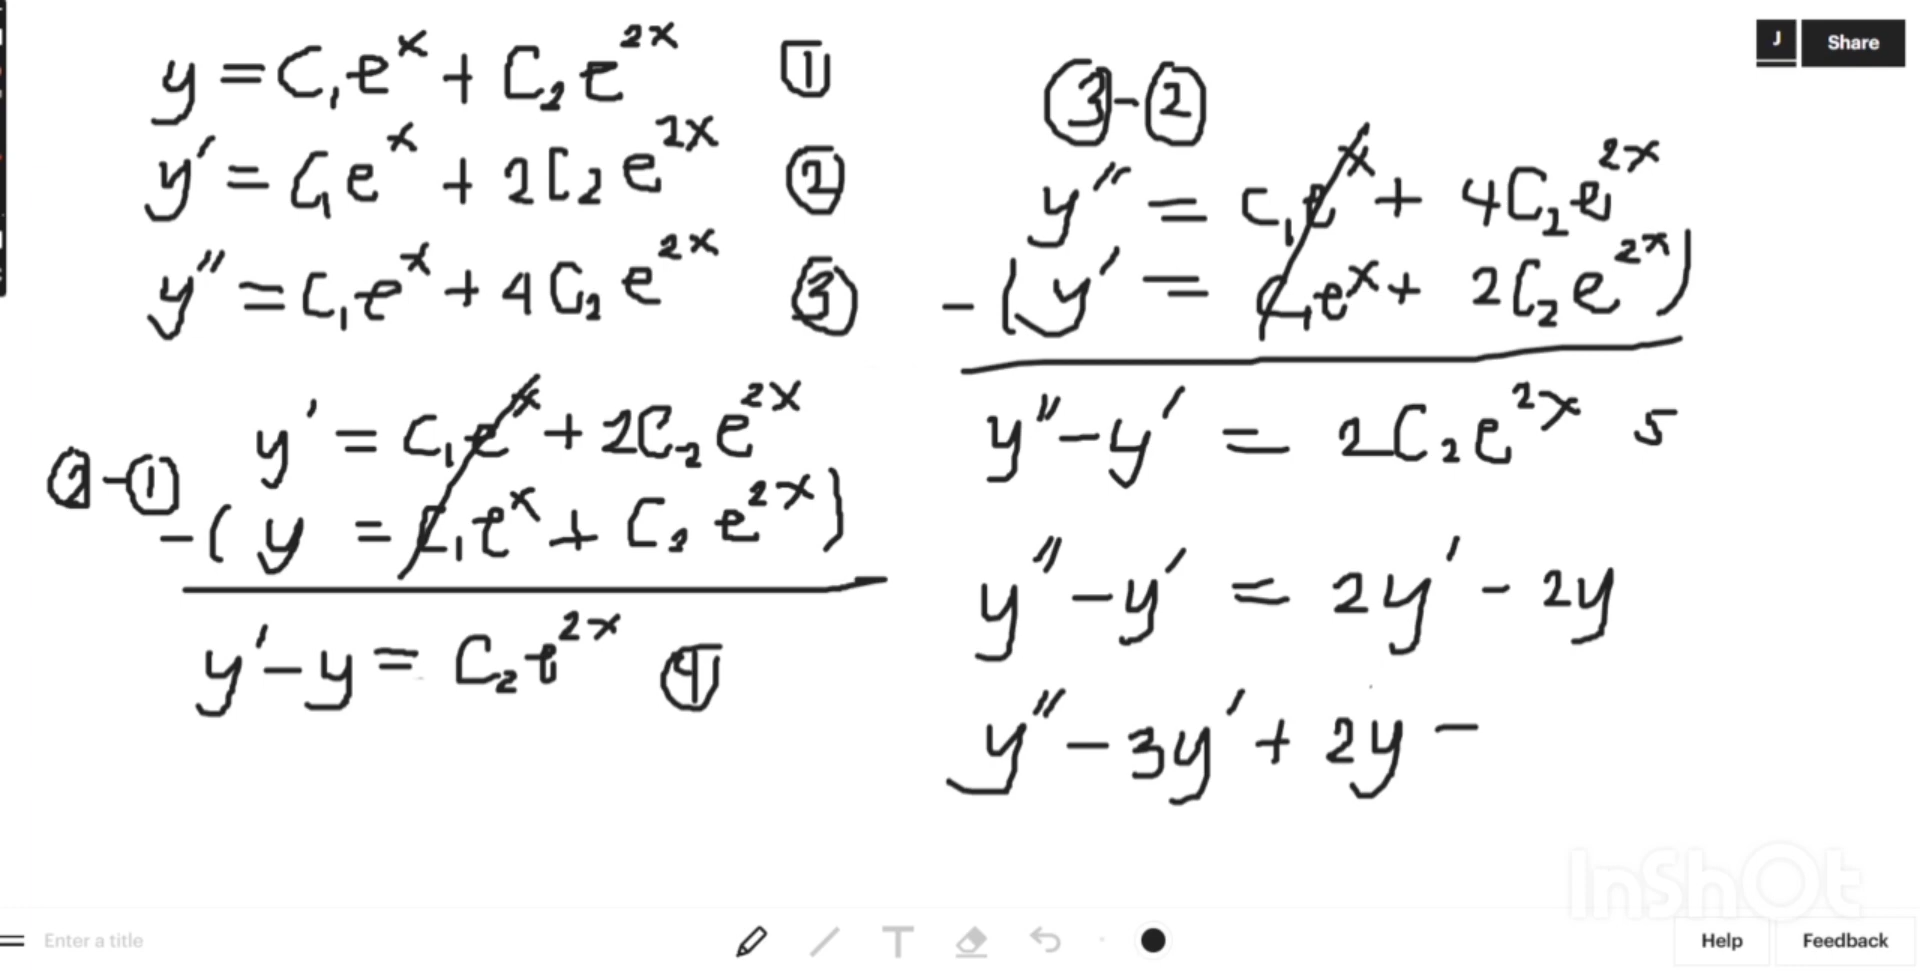 y = C₁e^x + C₂e^2x ①
y' = C₁e^x + 2C₂e^2x ②
y'' = C₁e^x + 4C₂e^2x ③
② - ①
y' = C₁e^x + 2C₂e^2x
-( y = C₁e^x + C₂e^2x )
y' - y = C₂e^2x ④
③ - ②
y'' = C₁e^x + 4C₂e^2x
-( y' = C₁e^x + 2C₂e^2x )
y'' - y' = 2C₂e^2x 5
y'' - y' = 2y' - 2y
y'' - 3y' + 2y -
J Share
InShOt
Enter a title
T
Help Feedback